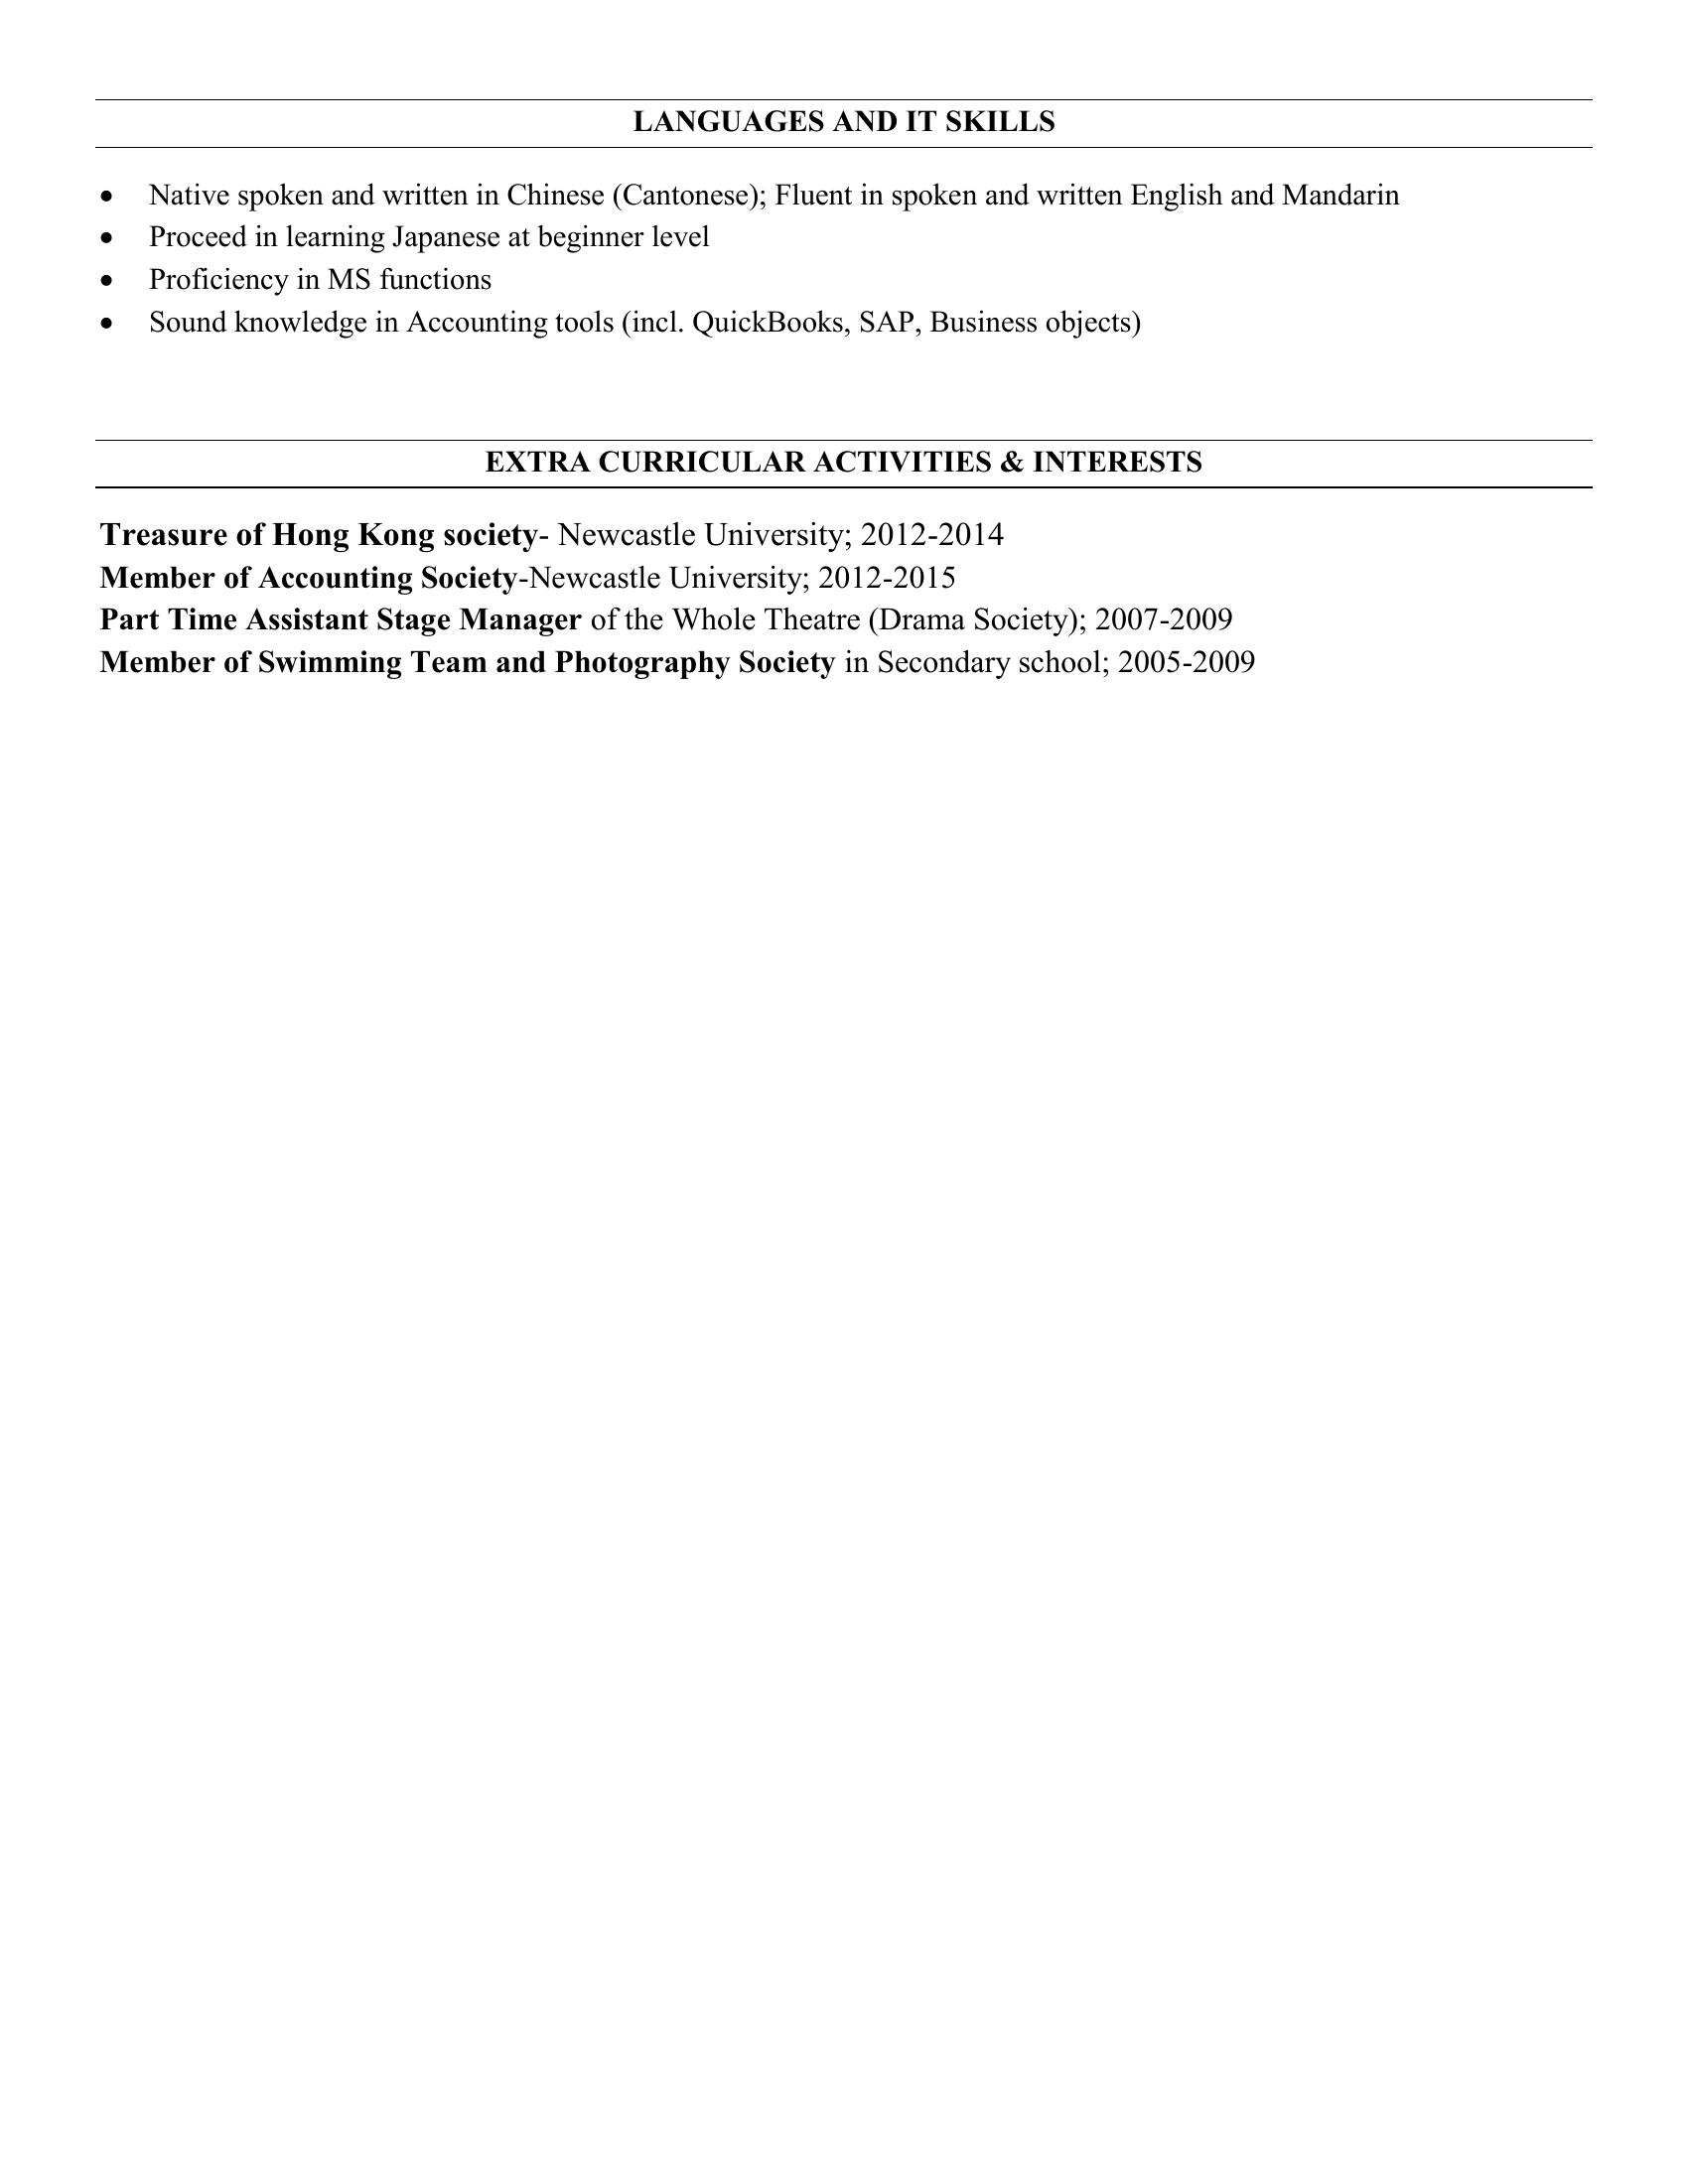 LANGUAGES AND IT SKILLS
• Native spoken and written in Chinese (Cantonese); Fluent in spoken and written English and Mandarin
• Proceed in learning Japanese at beginner level
• Proficiency in MS functions
• Sound knowledge in Accounting tools (incl. QuickBooks, SAP, Business objects)
EXTRA CURRICULAR ACTIVITIES & INTERESTS
Treasure of Hong Kong society- Newcastle University; 2012-2014
Member of Accounting Society-Newcastle University; 2012-2015
Part Time Assistant Stage Manager of the Whole Theatre (Drama Society); 2007-2009
Member of Swimming Team and Photography Society in Secondary school; 2005-2009